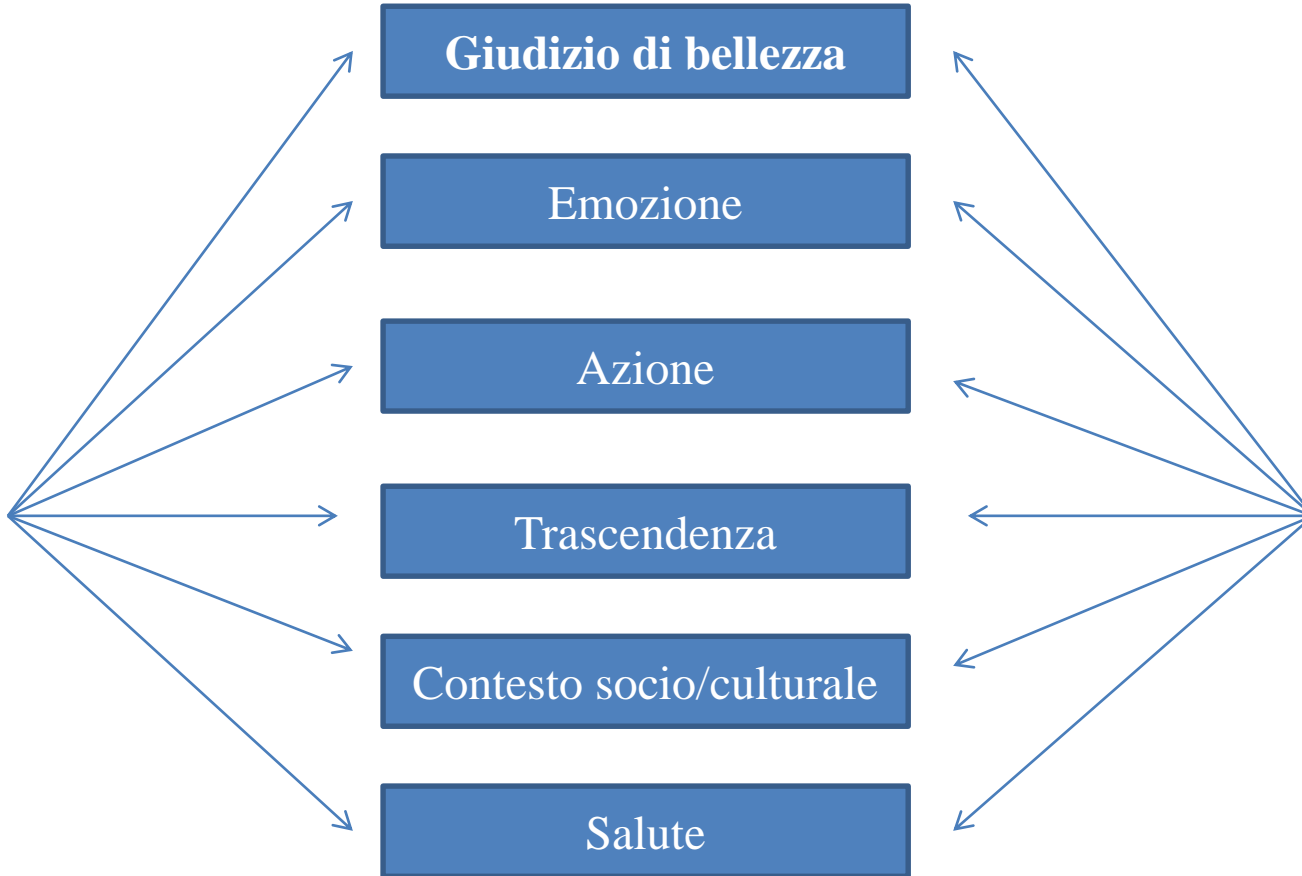 Giudizio di bellezza
Emozione
Azione
Trascendenza
Contesto socio/culturale
Salute